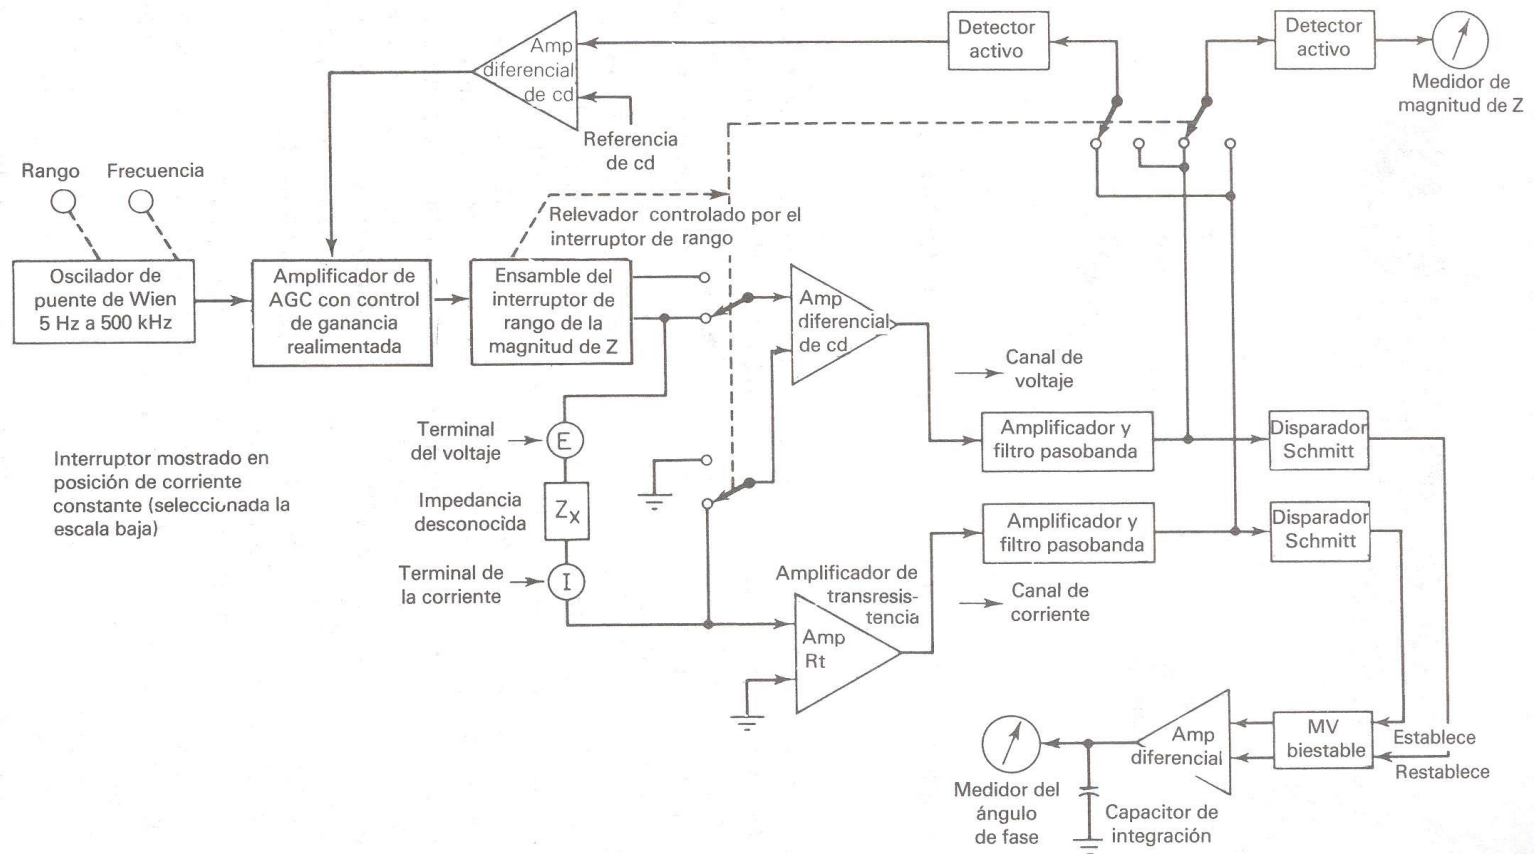 Detector
activo
Detector
activo
Medidor de
magnitud de Z
Amp
diferencial
de cd
Referencia
de cd
Rango
Frecuencia
Relevador controlado por el
interruptor de rango
Oscilador de
puente de Wien
5 Hz a 500 kHz
Amplificador de
AGC con control
de ganancia
realimentada
Ensamble del
interruptor de
rango de la
magnitud de Z
Amp
diferencial
de cd
Canal de
voltaje
Terminal
del voltaje
E
Amplificador y
filtro pasobanda
Disparador
Schmitt
Interruptor mostrado en
posición de corriente
constante (seleccionada la
escala baja)
Impedancia
desconocida
Zx
Amplificador y
filtro pasobanda
Disparador
Schmitt
Terminal de
la corriente
I
Amplificador de
transresis-
tencia
Canal de
corriente
Amp
Rt
Amp
diferencial
MV
biestable
Establece
Restablece
Medidor del
ángulo
de fase
Capacitor de
integración